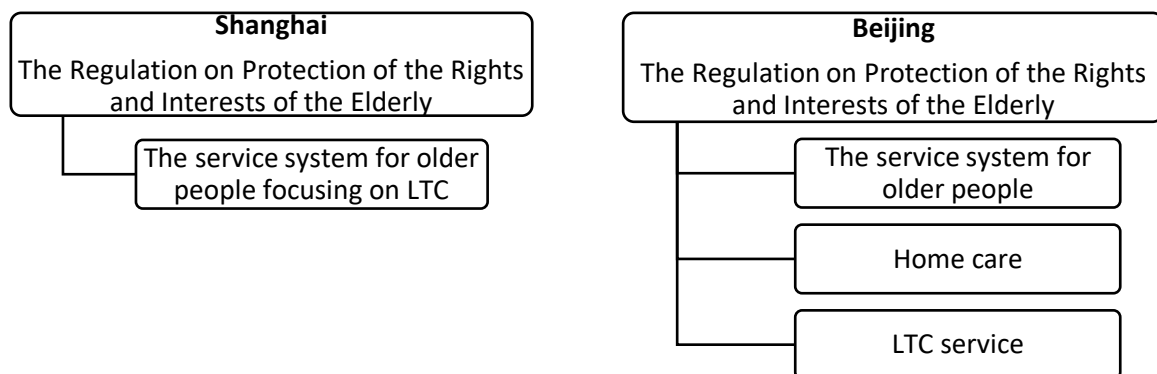 Shanghai
The Regulation on Protection of the Rights
and Interests of the Elderly
The service system for older
people focusing on LTC
Beijing
The Regulation on Protection of the Rights
and Interests of the Elderly
The service system for
older people
Home care
LTC service